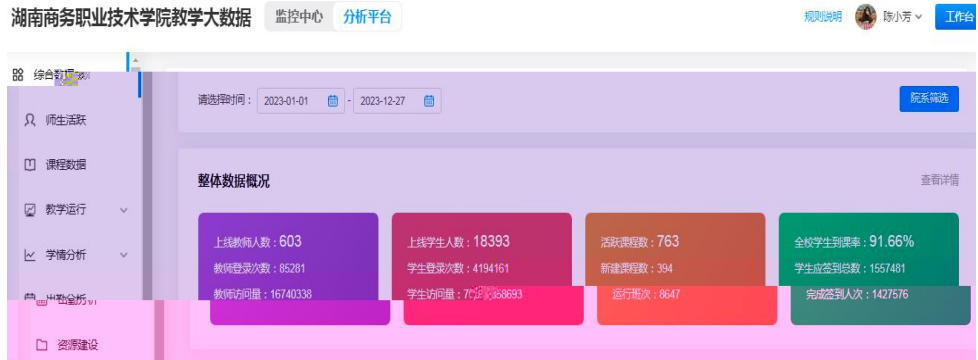 湖南商务职业技术学院教学大数据 监控中心 分析平台 规则说明 陈小芳 工作台
综合数据
师生活跃
请选择时间： 2023-01-01 - 2023-12-27 院系筛选
课程数据
整体数据概况 查看详情
教学运行
学情分析
上线教师人数：603 上线学生人数：18393 活跃课程数：763 全校学生到课率：91.66%
教师登录次数：85281 学生登录次数：4194161 新建课程数：394 学生应签到总数：1557481
教师访问量：16740338 学生访问量： 运行班次：8647 完成签到人次：1427576
资源建设